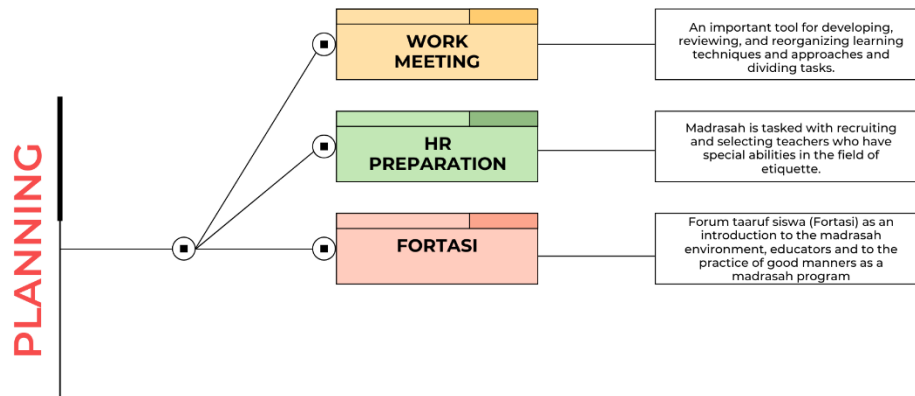 PLANNING
WORK
MEETING
An important tool for developing,
reviewing, and reorganizing learning
techniques and approaches and
dividing tasks.
HR
PREPARATION
Madrasah is tasked with recruiting
and selecting teachers who have
special abilities in the field of
etiquette.
FORTASI
Forum taaruf siswa (Fortasi) as an
introduction to the madrasah
environment, educators and to the
practice of good manners as a
madrasah program